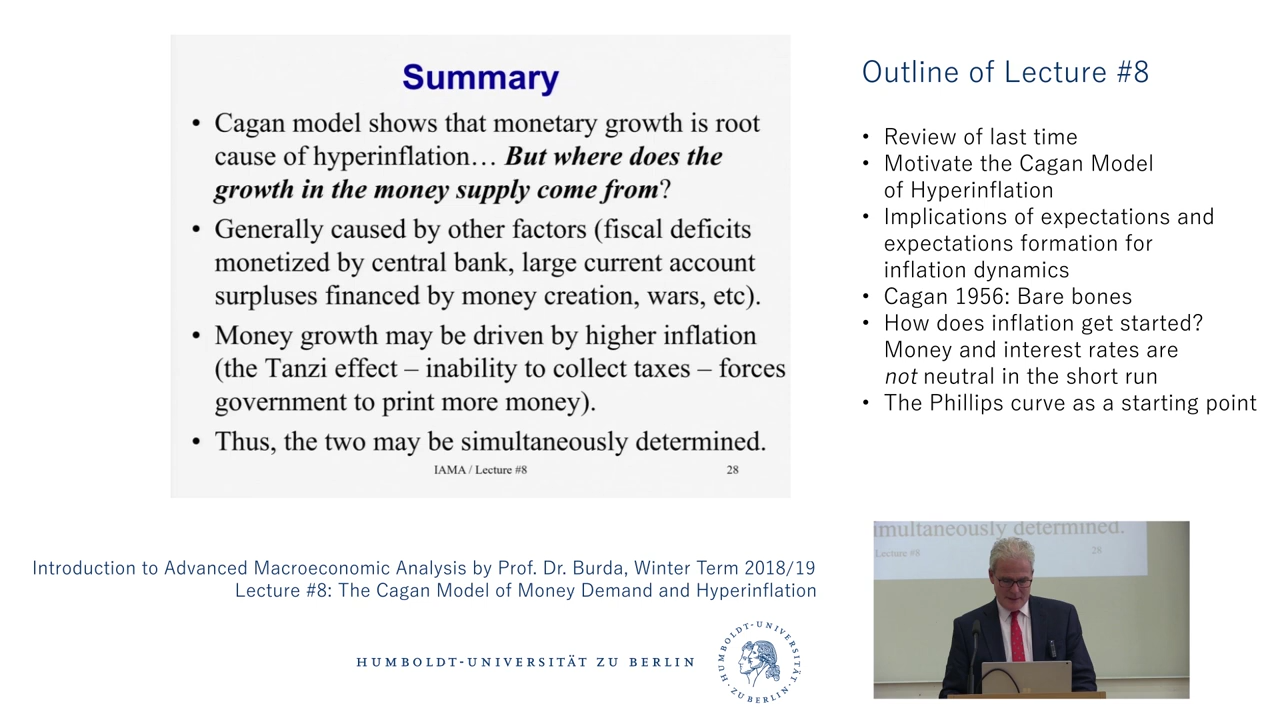 Summary
• Cagan model shows that monetary growth is root
cause of hyperinflation… But where does the
growth in the money supply come from?
• Generally caused by other factors (fiscal deficits
monetized by central bank, large current account
surpluses financed by money creation, wars, etc).
• Money growth may be driven by higher inflation
(the Tanzi effect – inability to collect taxes – forces
government to print more money).
• Thus, the two may be simultaneously determined.
IAMA / Lecture #8
28
Outline of Lecture #8
• Review of last time
• Motivate the Cagan Model
of Hyperinflation
• Implications of expectations and
expectations formation for
inflation dynamics
• Cagan 1956: Bare bones
• How does inflation get started?
Money and interest rates are
not neutral in the short run
• The Phillips curve as a starting point
imultaneously determined.
Lecture #8
28
Introduction to Advanced Macroeconomic Analysis by Prof. Dr. Burda, Winter Term 2018/19
Lecture #8: The Cagan Model of Money Demand and Hyperinflation
HUMBOLDT-UNIVERSITÄT ZU BERLIN
HUMBOLDT-UNIVERSITÄT
ZU BERLIN